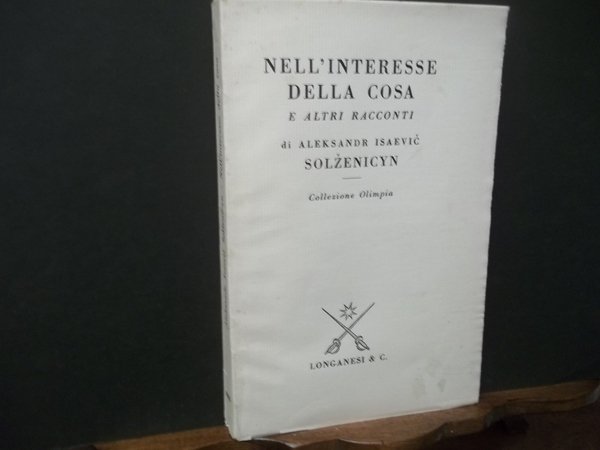 NELL'INTERESSE
DELLA COSA
E ALTRI RACCONTI
di ALEKSANDR ISAEVIČ
SOLŽENICYN
Collezione Olimpia
LONGANESI & C.